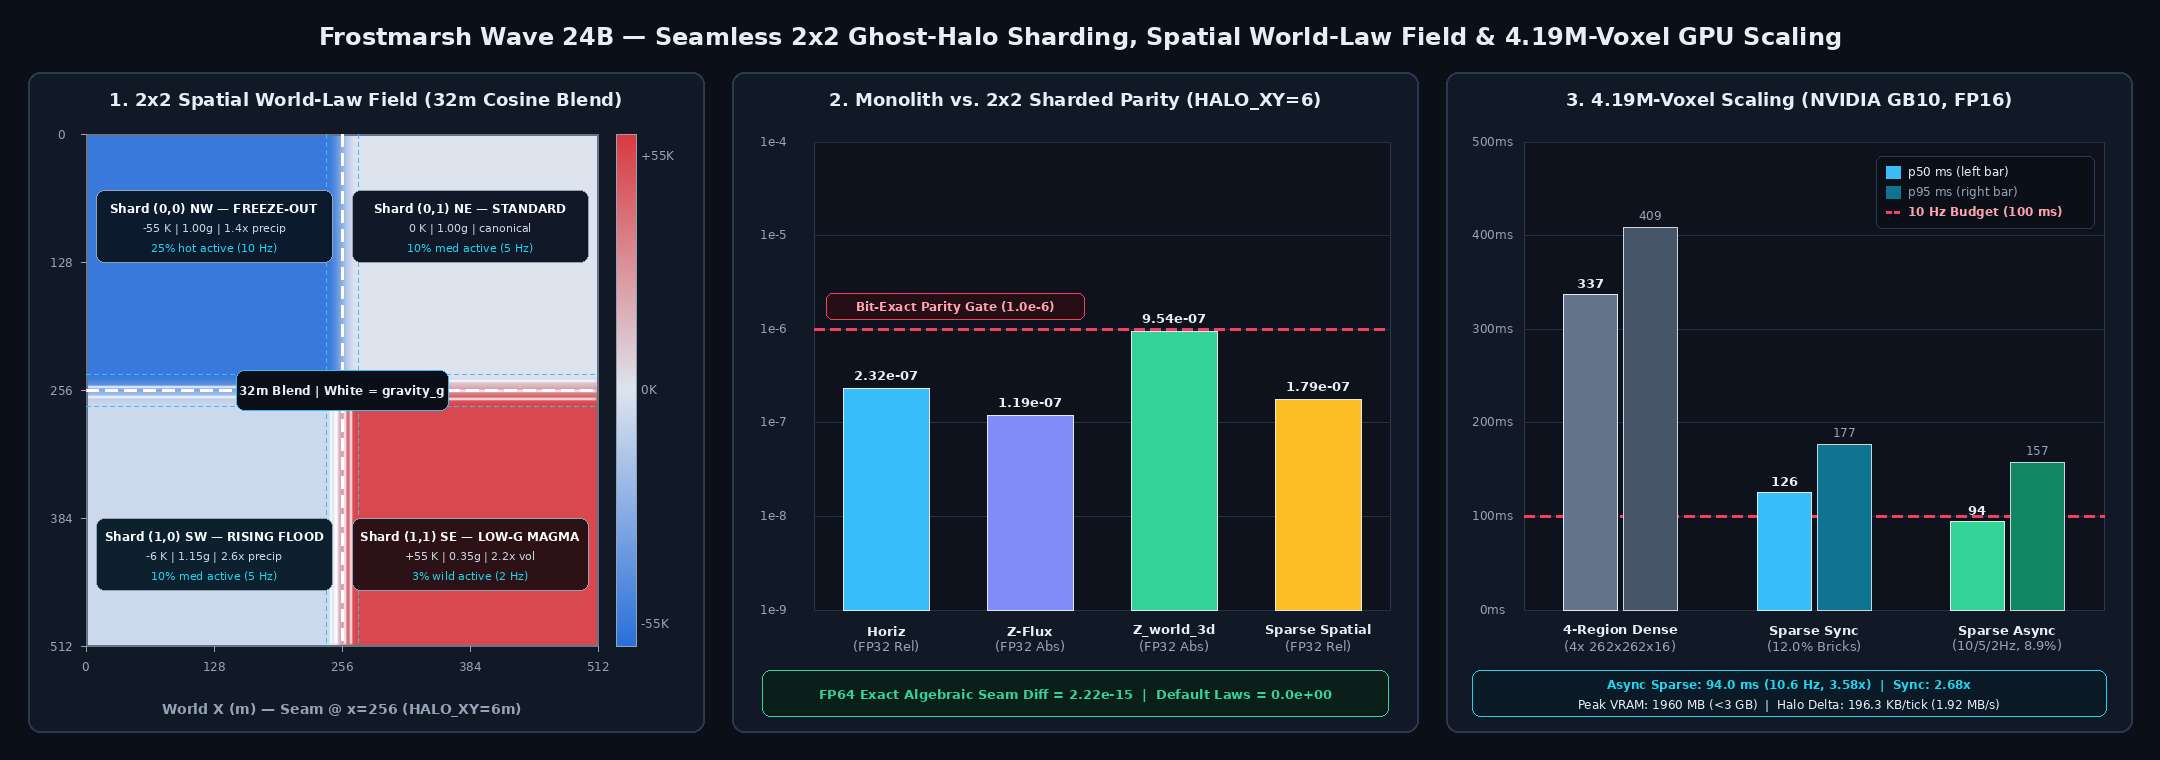 Frostmarsh Wave 24B — Seamless 2x2 Ghost-Halo Sharding, Spatial World-Law Field & 4.19M-Voxel GPU Scaling
1. 2x2 Spatial World-Law Field (32m Cosine Blend)
0
128
256
384
512
0
128
256
384
512
Shard (0,0) NW — FREEZE-OUT
-55 K | 1.00g | 1.4x precip
25% hot active (10 Hz)
Shard (0,1) NE — STANDARD
0 K | 1.00g | canonical
10% med active (5 Hz)
32m Blend | White = gravity_g
Shard (1,0) SW — RISING FLOOD
-6 K | 1.15g | 2.6x precip
10% med active (5 Hz)
Shard (1,1) SE — LOW-G MAGMA
+55 K | 0.35g | 2.2x vol
3% wild active (2 Hz)
+55K
0K
-55K
World X (m) — Seam @ x=256 (HALO_XY=6m)
2. Monolith vs. 2x2 Sharded Parity (HALO_XY=6)
1e-4
1e-5
1e-6
1e-7
1e-8
1e-9
Bit-Exact Parity Gate (1.0e-6)
2.32e-07
1.19e-07
9.54e-07
1.79e-07
Horiz
(FP32 Rel)
Z-Flux
(FP32 Abs)
Z_world_3d
(FP32 Abs)
Sparse Spatial
(FP32 Rel)
FP64 Exact Algebraic Seam Diff = 2.22e-15 | Default Laws = 0.0e+00
3. 4.19M-Voxel Scaling (NVIDIA GB10, FP16)
500ms
400ms
300ms
200ms
100ms
0ms
p50 ms (left bar)
p95 ms (right bar)
10 Hz Budget (100 ms)
337
409
126
177
94
157
4-Region Dense
(4x 262x262x16)
Sparse Sync
(12.0% Bricks)
Sparse Async
(10/5/2Hz, 8.9%)
Async Sparse: 94.0 ms (10.6 Hz, 3.58x) | Sync: 2.68x
Peak VRAM: 1960 MB (<3 GB) | Halo Delta: 196.3 KB/tick (1.92 MB/s)